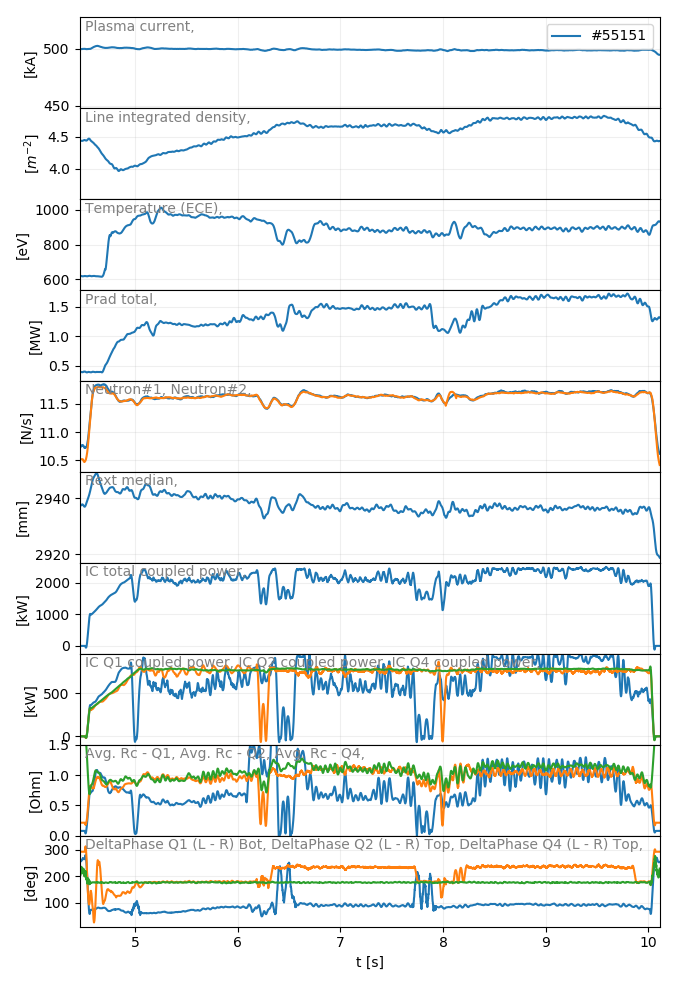 Plasma current,
#55151
[kA]
500
450
Line integrated density,
[m⁻²]
4.5
4.0
Temperature (ECE),
[eV]
1000
800
600
Prad total,
[MW]
1.5
1.0
0.5
Neutron#1, Neutron#2,
[N/s]
11.5
11.0
10.5
Rext median,
[mm]
2940
2920
IC total coupled power,
[kW]
2000
1000
0
IC Q1 coupled power, IC Q2 coupled power, IC Q4 coupled power,
[kW]
500
0
Avg. Rc - Q1, Avg. Rc - Q2, Avg. Rc - Q4,
[Ohm]
1.5
1.0
0.5
0.0
DeltaPhase Q1 (L - R) Bot, DeltaPhase Q2 (L - R) Top, DeltaPhase Q4 (L - R) Top,
[deg]
300
200
100
5 6 7 8 9 10
t [s]